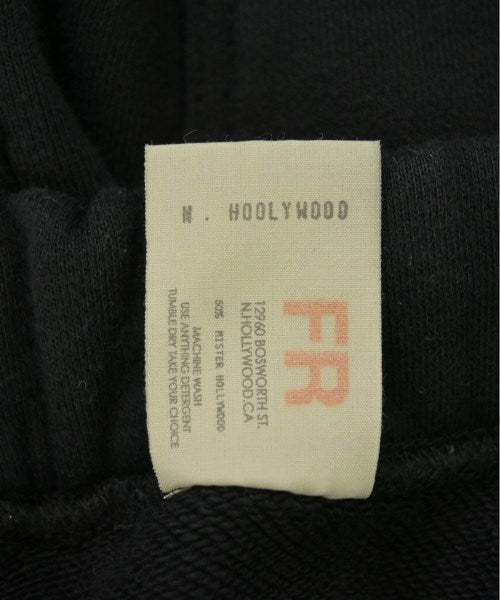 N. HOOLYWOOD
FR
12960 BOSWORTH ST.
N.HOLLYWOOD.CA
50% MISTER HOLLYWOOD
MACHINE WASH
USE ANYTHING DETERGENT
TUMBLE DRY TAKE YOUR CHOICE